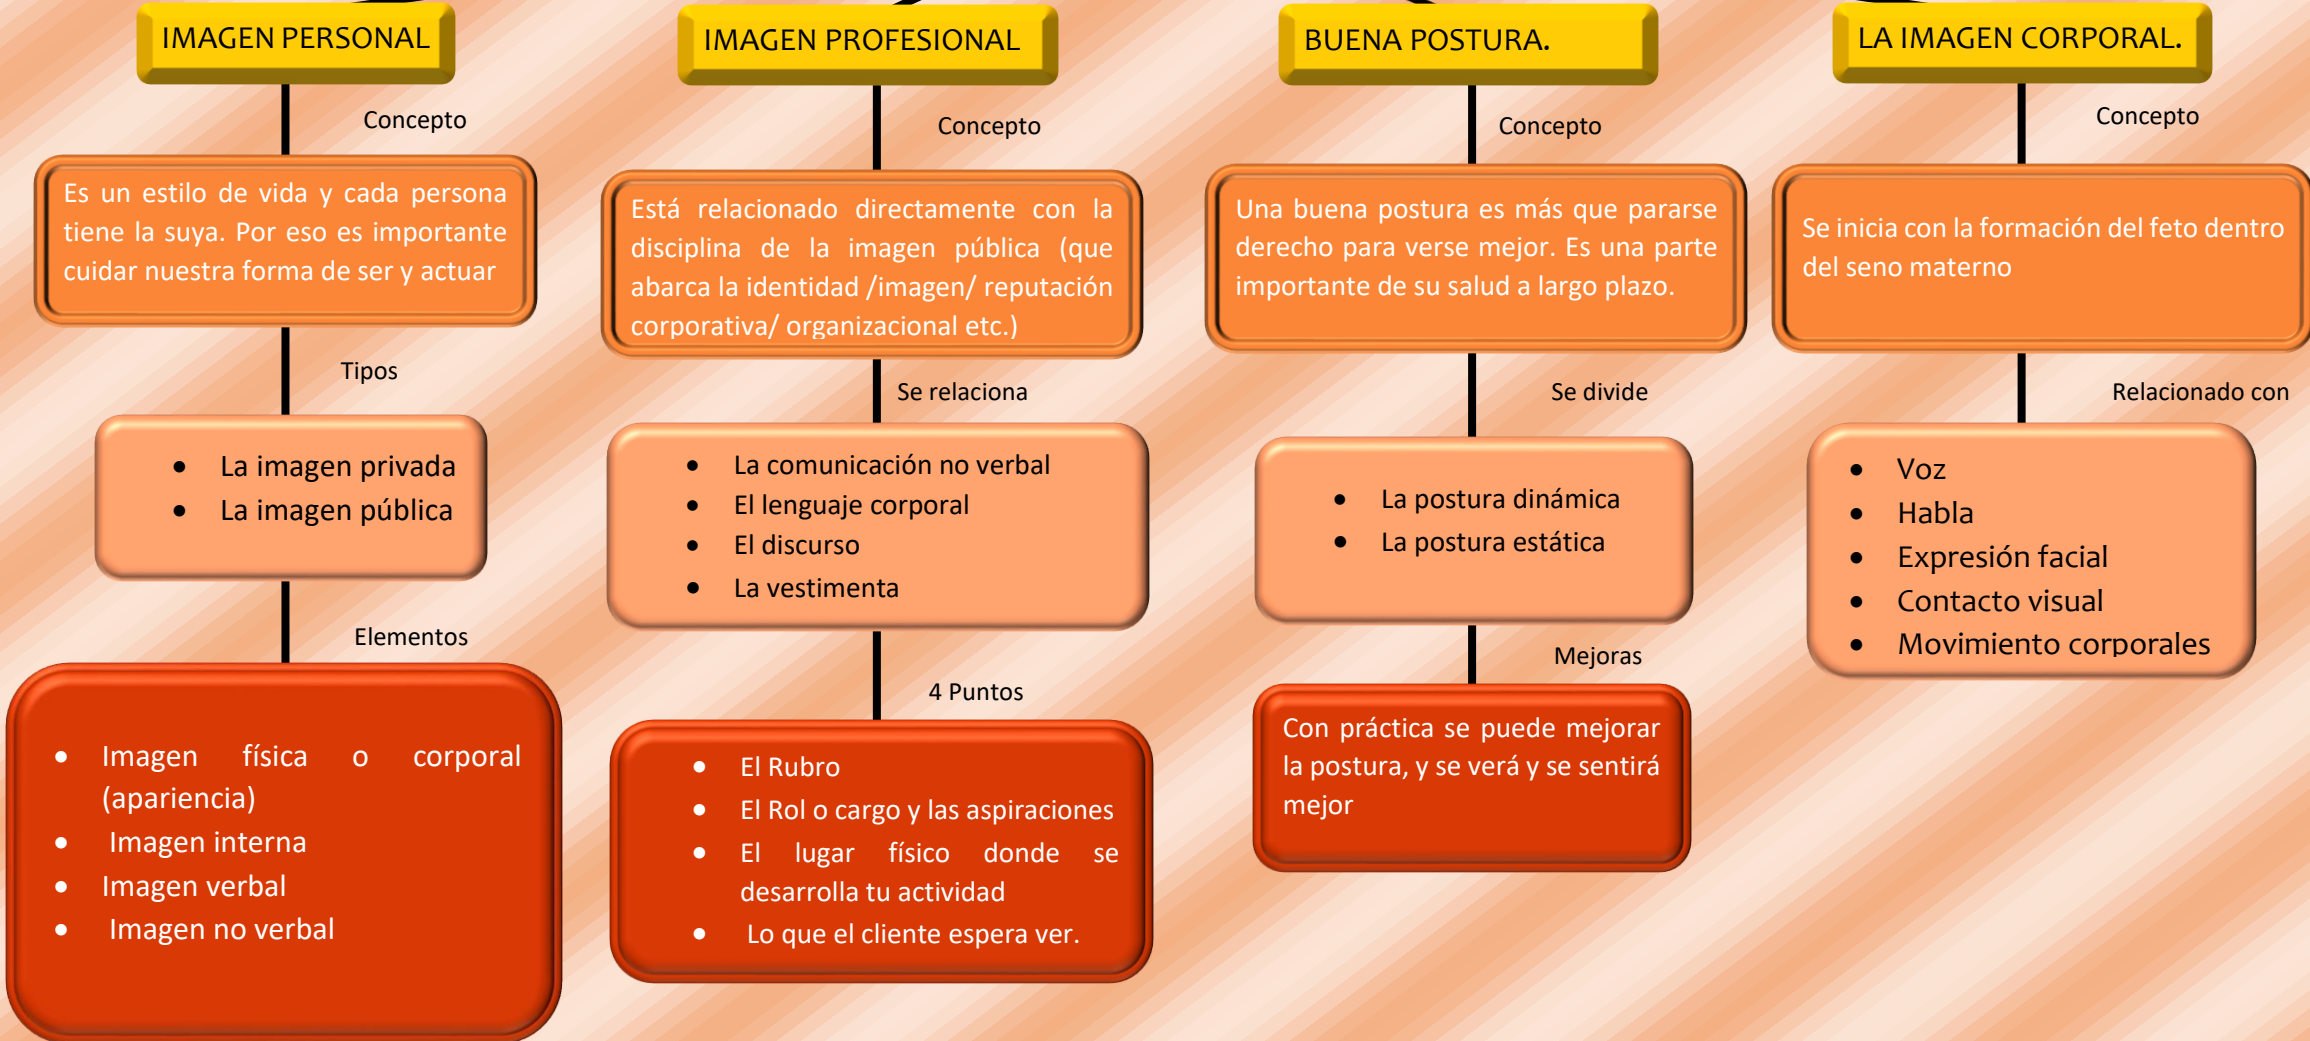 IMAGEN PERSONAL
Concepto
Es un estilo de vida y cada persona
tiene la suya. Por eso es importante
cuidar nuestra forma de ser y actuar
Tipos
• La imagen privada
• La imagen pública
Elementos
• Imagen física o corporal
(apariencia)
• Imagen interna
• Imagen verbal
• Imagen no verbal
IMAGEN PROFESIONAL
Concepto
Está relacionado directamente con la
disciplina de la imagen pública (que
abarca la identidad /imagen/ reputación
corporativa/ organizacional etc.)
Se relaciona
• La comunicación no verbal
• El lenguaje corporal
• El discurso
• La vestimenta
4 Puntos
• El Rubro
• El Rol o cargo y las aspiraciones
• El lugar físico donde se
desarrolla tu actividad
• Lo que el cliente espera ver.
BUENA POSTURA.
Concepto
Una buena postura es más que pararse
derecho para verse mejor. Es una parte
importante de su salud a largo plazo.
Se divide
• La postura dinámica
• La postura estática
Mejoras
Con práctica se puede mejorar
la postura, y se verá y se sentirá
mejor
LA IMAGEN CORPORAL.
Concepto
Se inicia con la formación del feto dentro
del seno materno
Relacionado con
• Voz
• Habla
• Expresión facial
• Contacto visual
• Movimiento corporales